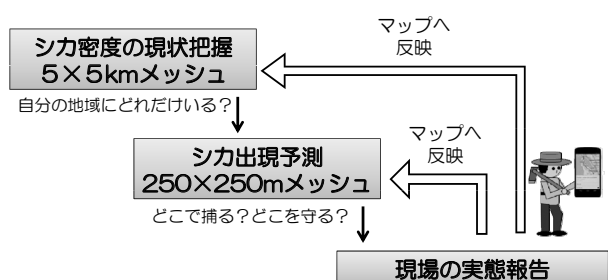 マップへ
反映
シカ密度の現状把握
5×5kmメッシュ
自分の地域にどれだけいる?
マップへ
反映
シカ出現予測
250×250mメッシュ
どこで捕る?どこを守る?
現場の実態報告